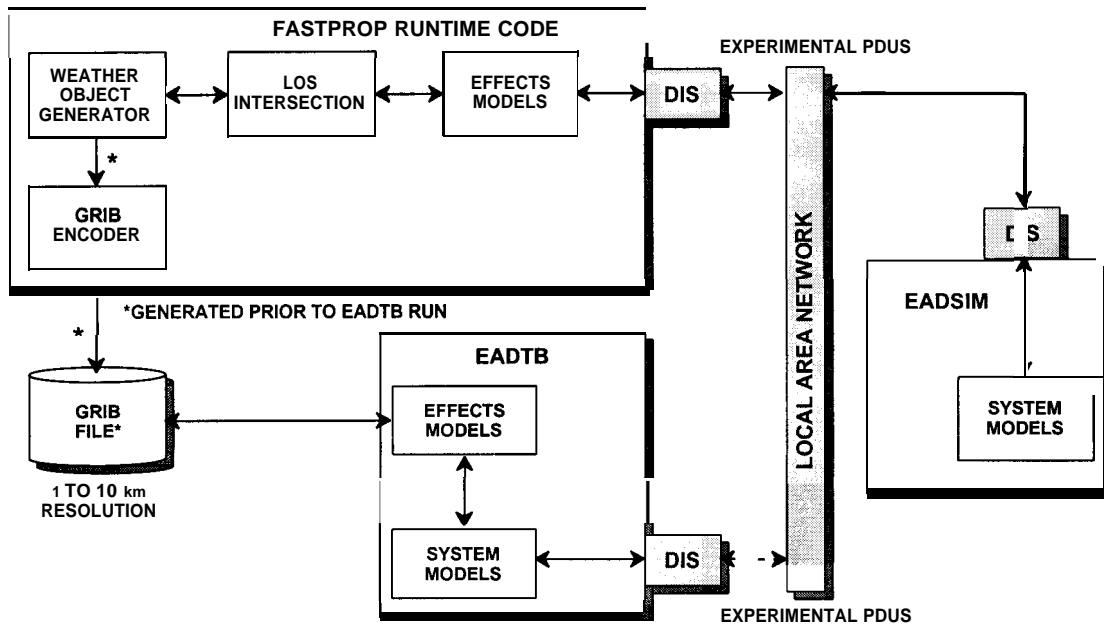 FASTPROP RUNTIME CODE
EXPERIMENTAL PDUS
WEATHER
OBJECT
GENERATOR
LOS
INTERSECTION
EFFECTS
MODELS
DIS
*
GRIB
ENCODER
LOCAL AREA NETWORK
DIS
*GENERATED PRIOR TO EADTB RUN
*
EADSIM
EADTB
GRIB
FILE*
EFFECTS
MODELS
SYSTEM
MODELS
1 TO 10 km
RESOLUTION
SYSTEM
MODELS
DIS
EXPERIMENTAL PDUS